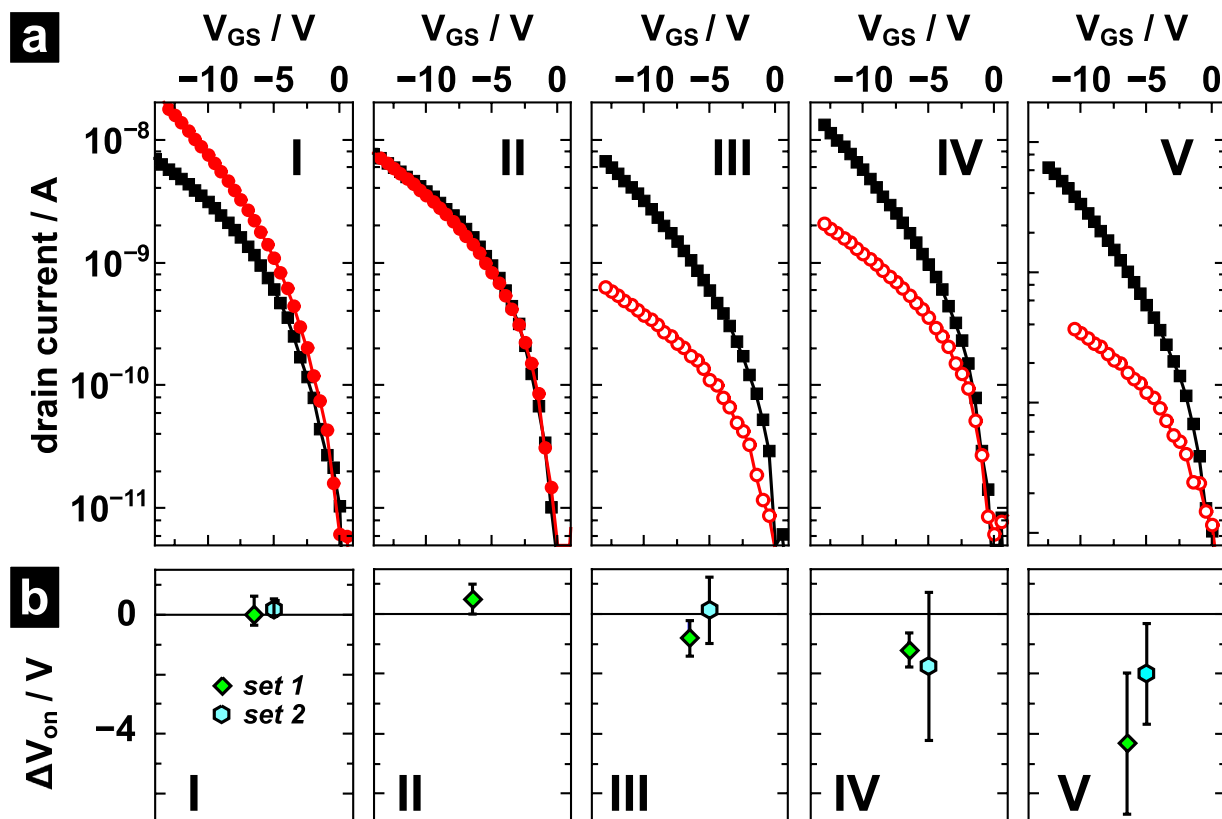 a
V_GS / V V_GS / V V_GS / V V_GS / V V_GS / V
−10 −5 0 −10 −5 0 −10 −5 0 −10 −5 0 −10 −5 0
10⁻⁸
10⁻⁹
10⁻¹⁰
10⁻¹¹
drain current / A
I II III IV V
b
0
−4
ΔV_on / V
set 1
set 2
I II III IV V